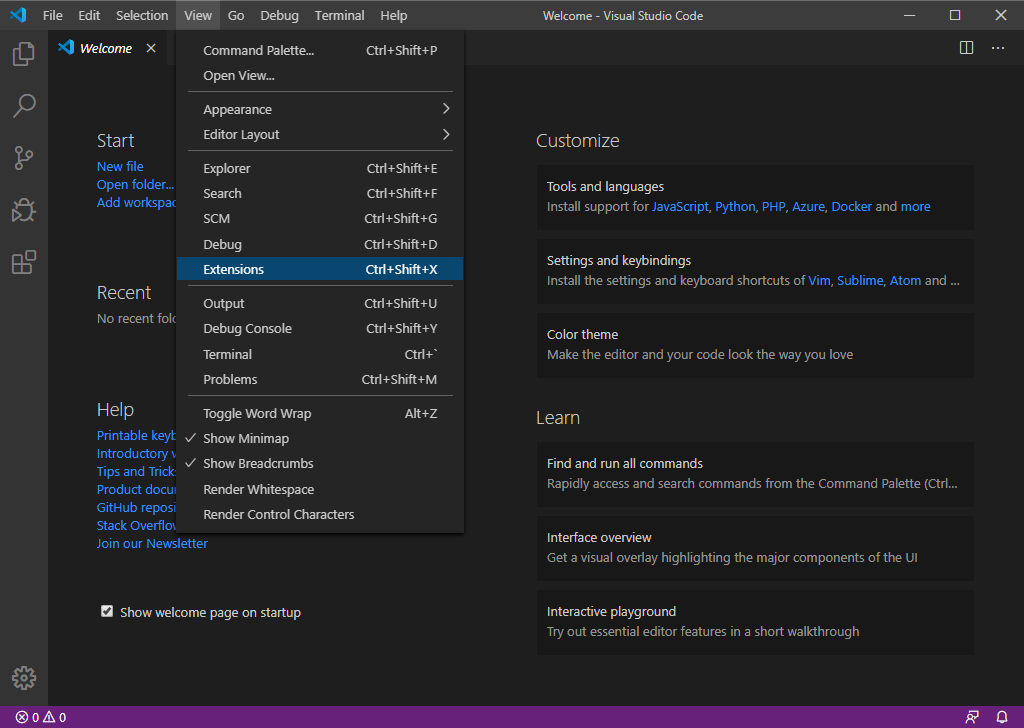 File Edit Selection View Go Debug Terminal Help Welcome - Visual Studio Code
Welcome
Command Palette... Ctrl+Shift+P
Open View...
Appearance
Editor Layout
Explorer Ctrl+Shift+E
Search Ctrl+Shift+F
SCM Ctrl+Shift+G
Debug Ctrl+Shift+D
Extensions Ctrl+Shift+X
Output Ctrl+Shift+U
Debug Console Ctrl+Shift+Y
Terminal Ctrl+`
Problems Ctrl+Shift+M
Toggle Word Wrap Alt+Z
Show Minimap
Show Breadcrumbs
Render Whitespace
Render Control Characters
Start
New file
Open folder...
Add
Recent
No recent
Help
Printable
Introductory
Tips and
Product
GitHub
Stack
Join our Newsletter
Show welcome page on startup
Customize
Tools and languages
Install support for JavaScript, Python, PHP, Azure, Docker and more
Settings and keybindings
Install the settings and keyboard shortcuts of Vim, Sublime, Atom and ...
Color theme
Make the editor and your code look the way you love
Learn
Find and run all commands
Rapidly access and search commands from the Command Palette (Ctrl...
Interface overview
Get a visual overlay highlighting the major components of the UI
Interactive playground
Try out essential editor features in a short walkthrough
0 0